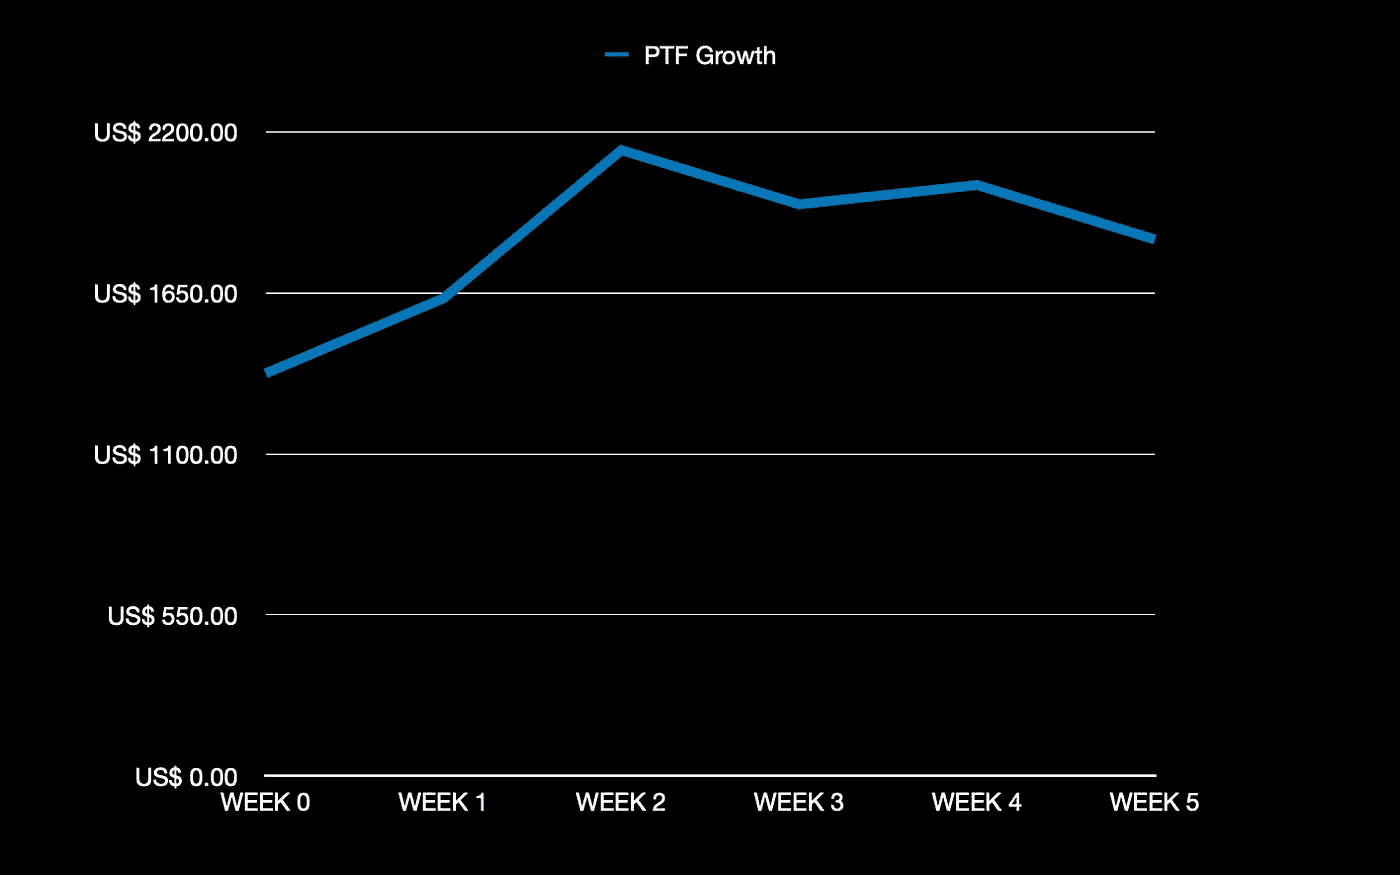 PTF Growth
US$ 2200.00
US$ 1650.00
US$ 1100.00
US$ 550.00
US$ 0.00
WEEK 0 WEEK 1 WEEK 2 WEEK 3 WEEK 4 WEEK 5